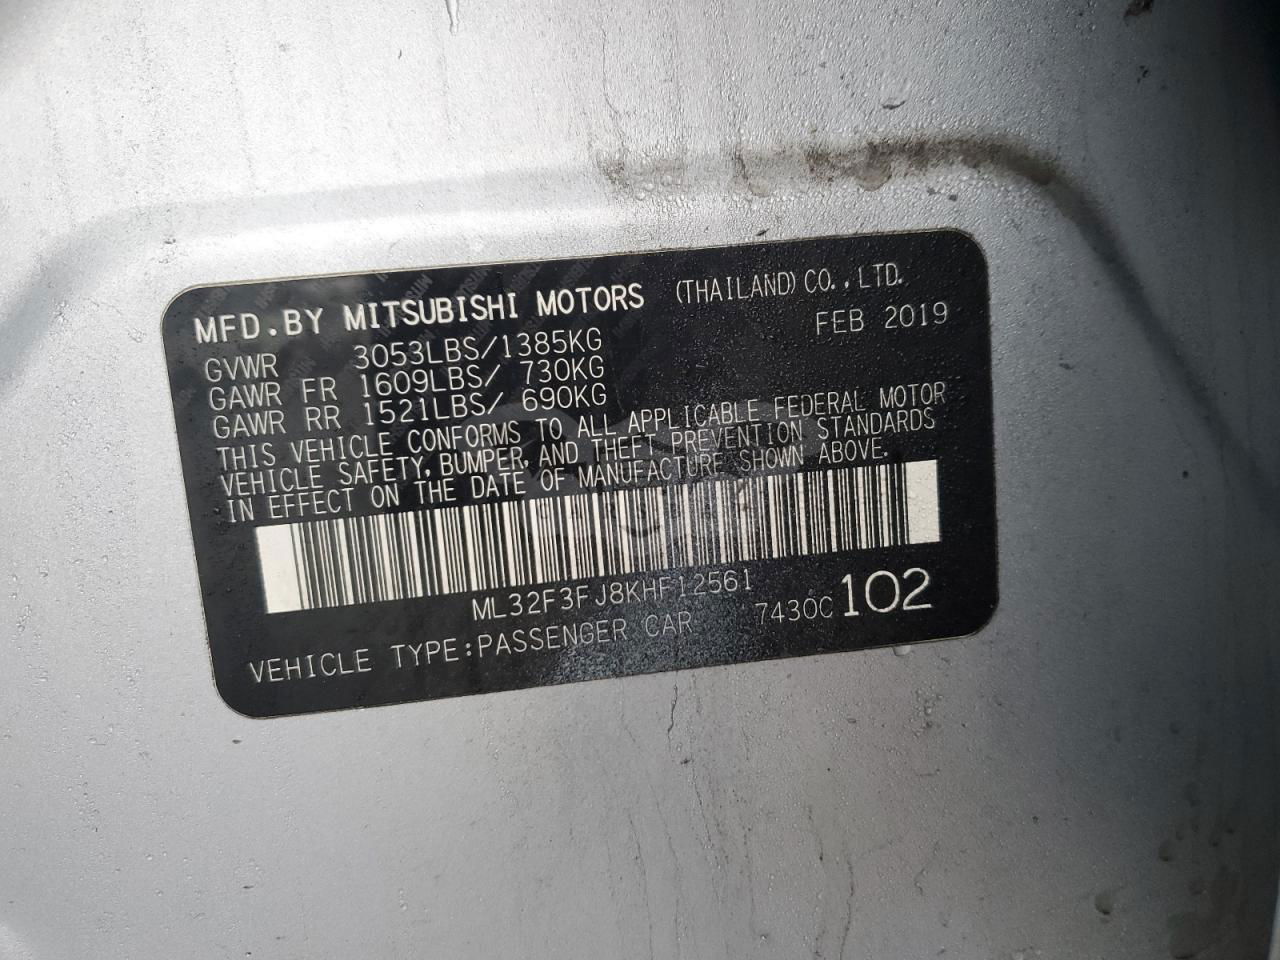 MFD.BY MITSUBISHI MOTORS (THAILAND) CO.,LTD.
FEB 2019
GVWR 3053LBS/1385KG
GAWR FR 1609LBS/ 730KG
GAWR RR 1521LBS/ 690KG
THIS VEHICLE CONFORMS TO ALL APPLICABLE FEDERAL MOTOR
VEHICLE SAFETY, BUMPER, AND THEFT PREVENTION STANDARDS
IN EFFECT ON THE DATE OF MANUFACTURE SHOWN ABOVE.
ML32F3FJ8KHF12561
VEHICLE TYPE:PASSENGER CAR 7430C 102